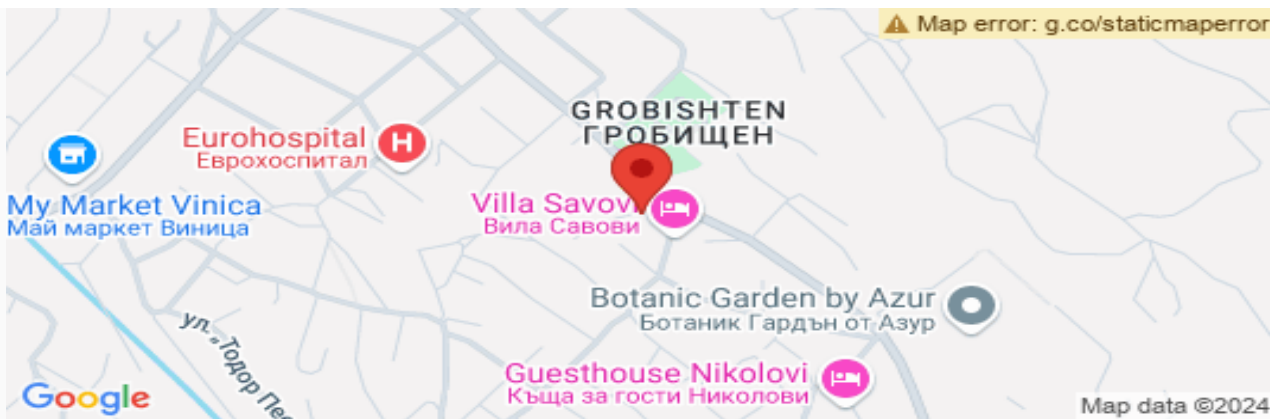 Map error: g.co/staticmaperror
GROBISHTEN
ГРОБИЩЕН
Eurohospital
Еврохоспитал
H
My Market Vinica
Май маркет Виница
Villa Savovi
Вила Савови
Botanic Garden by Azur
Ботаник Гардън от Азур
ул. „Тодор
Guesthouse Nikolovi
Къща за гости Николови
Google
Map data ©2024